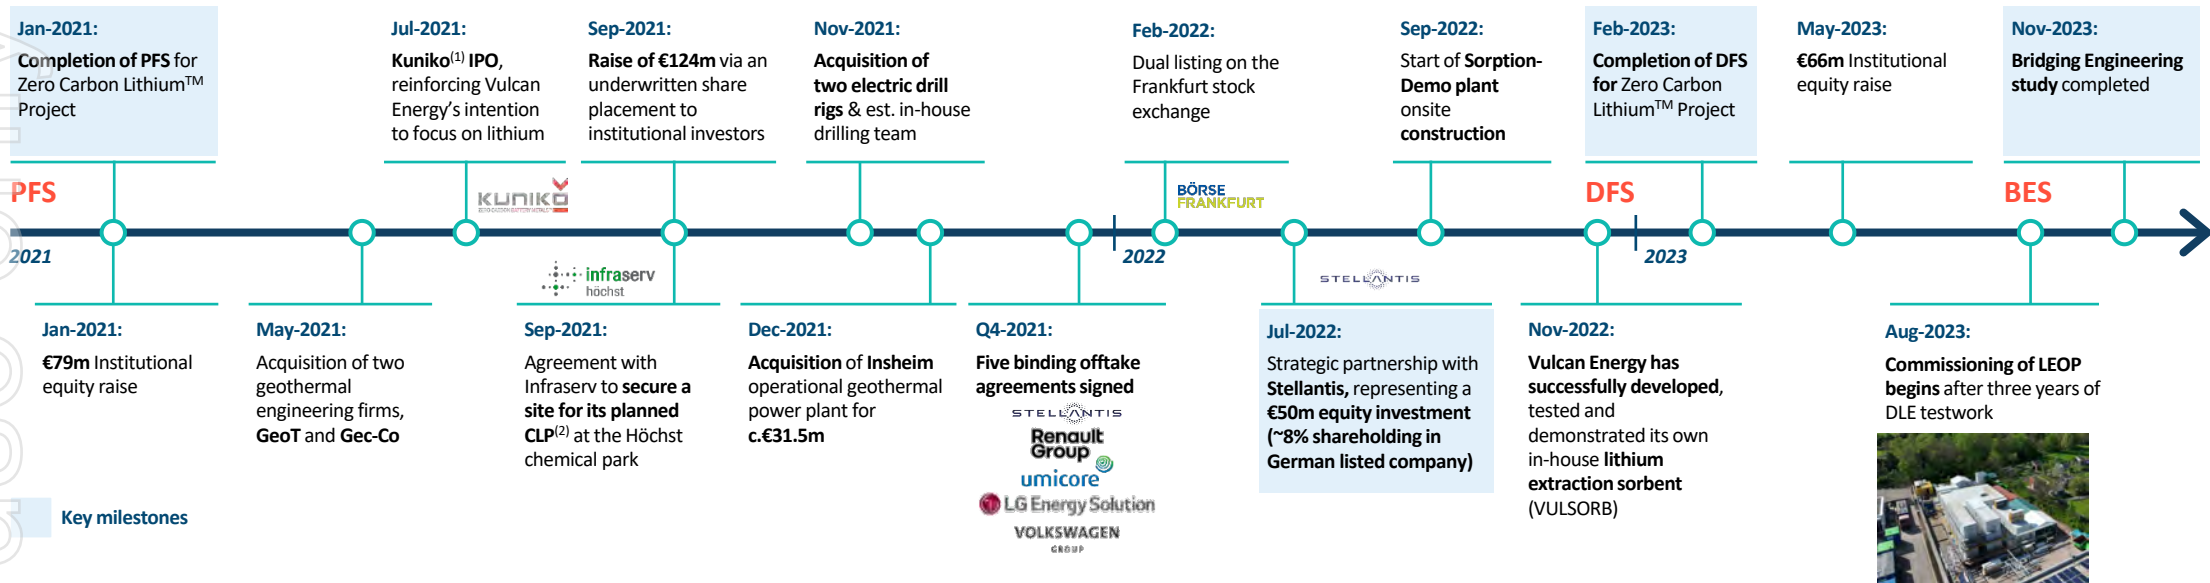 Jan-2021:
Completion of PFS for
Zero Carbon Lithium™
Project
Jul-2021:
Kuniko(1) IPO,
reinforcing Vulcan
Energy's intention
to focus on lithium
Sep-2021:
Raise of €124m via an
underwritten share
placement to
institutional investors
Nov-2021:
Acquisition of
two electric drill
rigs & est. in-house
drilling team
Feb-2022:
Dual listing on the
Frankfurt stock
exchange
Sep-2022:
Start of Sorption-
Demo plant
onsite
construction
Feb-2023:
Completion of DFS
for Zero Carbon
Lithium™ Project
May-2023:
€66m Institutional
equity raise
Nov-2023:
Bridging Engineering
study completed
PFS
KUNIKO
BÖRSE
FRANKFURT
DFS
BES
2021
2022
2023
infraserv
höchst
STELLANTIS
Jan-2021:
€79m Institutional
equity raise
May-2021:
Acquisition of two
geothermal
engineering firms,
GeoT and Gec-Co
Sep-2021:
Agreement with
Infraserv to secure a
site for its planned
CLP(2) at the Höchst
chemical park
Dec-2021:
Acquisition of Insheim
operational geothermal
power plant for
c.€31.5m
Q4-2021:
Five binding offtake
agreements signed
STELLANTIS
Renault
Group
umicore
LG Energy Solution
VOLKSWAGEN
GROUP
Jul-2022:
Strategic partnership with
Stellantis, representing a
€50m equity investment
(~8% shareholding in
German listed company)
Nov-2022:
Vulcan Energy has
successfully developed,
tested and
demonstrated its own
in-house lithium
extraction sorbent
(VULSORB)
Aug-2023:
Commissioning of LEOP
begins after three years of
DLE testwork
Key milestones